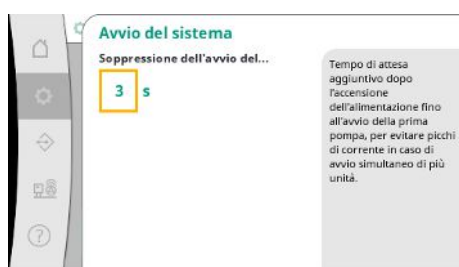 Avvio del sistema
Soppressione dell'avvio del...
3 s
Tempo di attesa
aggiuntivo dopo
l'accensione
dell'alimentazione fino
all'avvio della prima
pompa, per evitare picchi
di corrente in caso di
avvio simultaneo di più
unità.
?